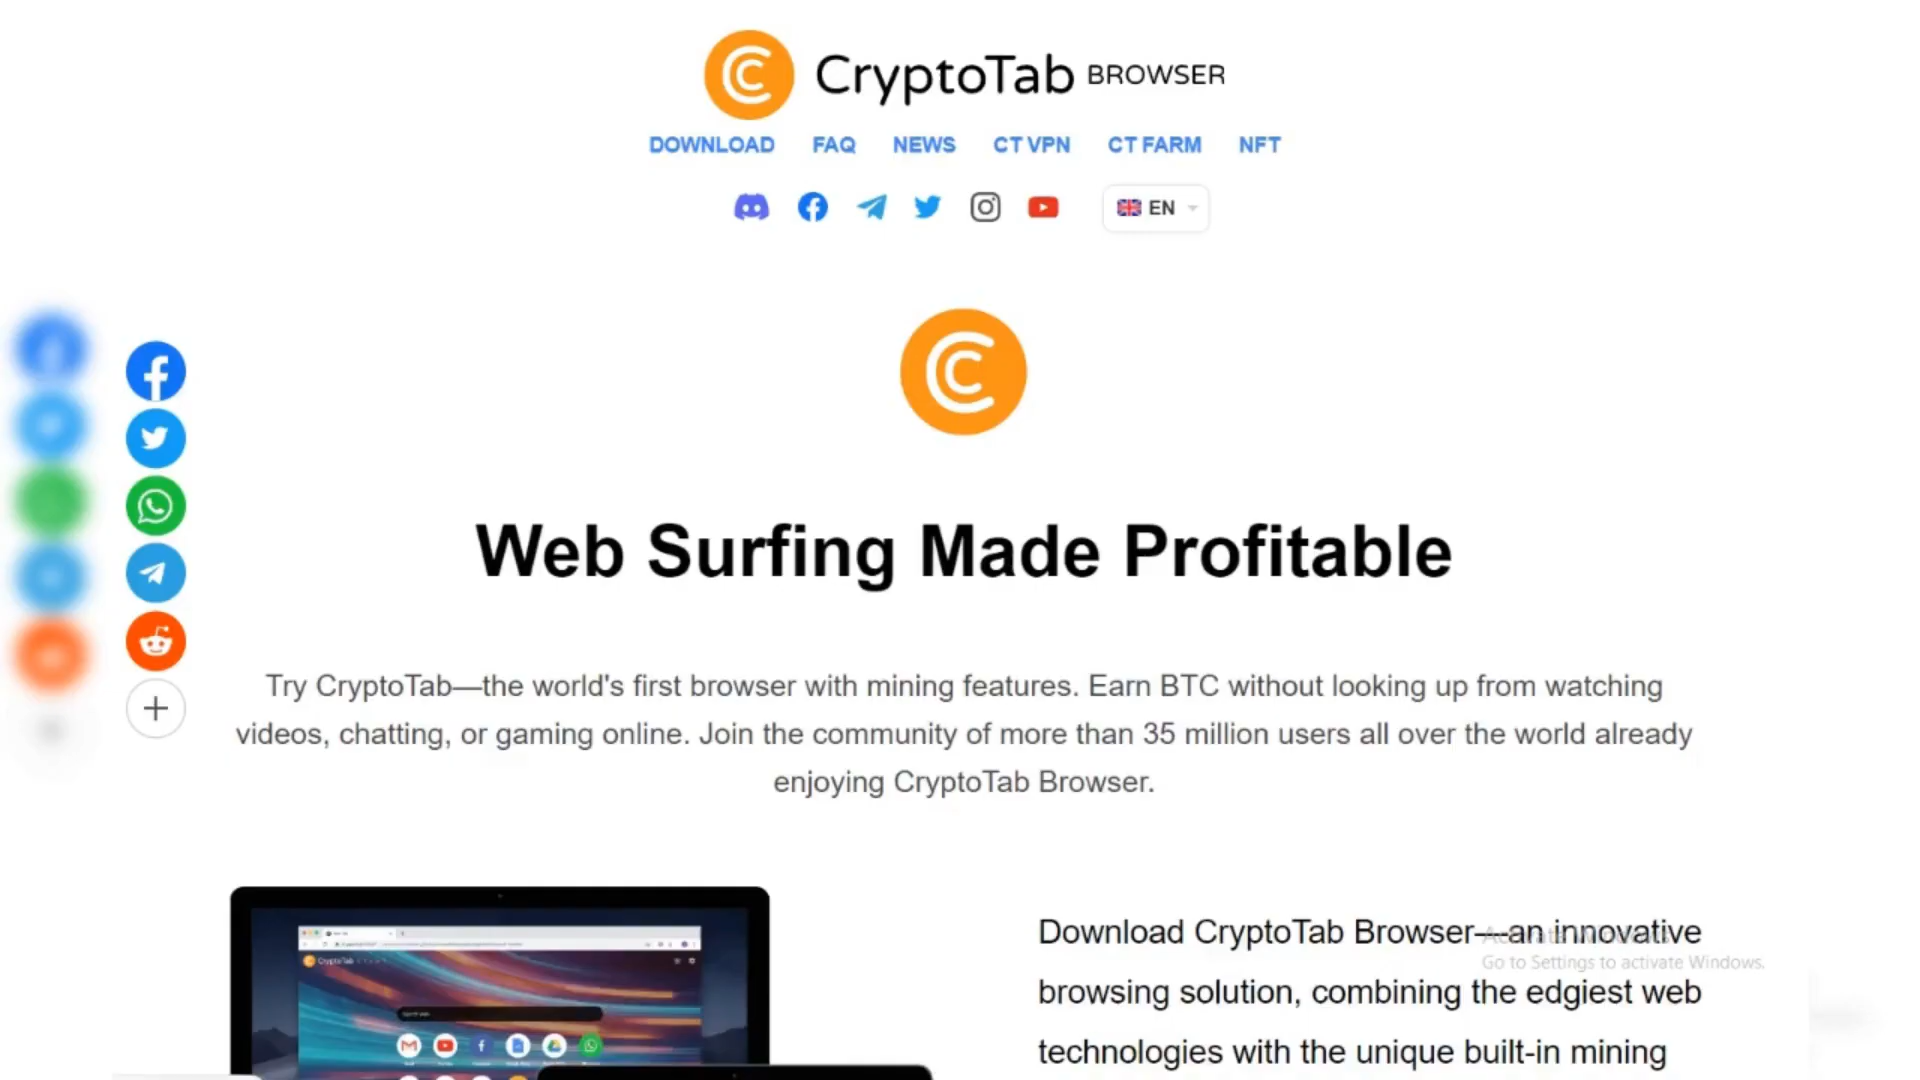 CryptoTab BROWSER
DOWNLOAD FAQ NEWS CT VPN CT FARM NFT
EN
Web Surfing Made Profitable
Try CryptoTab—the world's first browser with mining features. Earn BTC without looking up from watching
videos, chatting, or gaming online. Join the community of more than 35 million users all over the world already
enjoying CryptoTab Browser.
CryptoTab
Download CryptoTab Browser—an innovative
browsing solution, combining the edgiest web
technologies with the unique built-in mining
Activate Windows
Go to Settings to activate Windows.